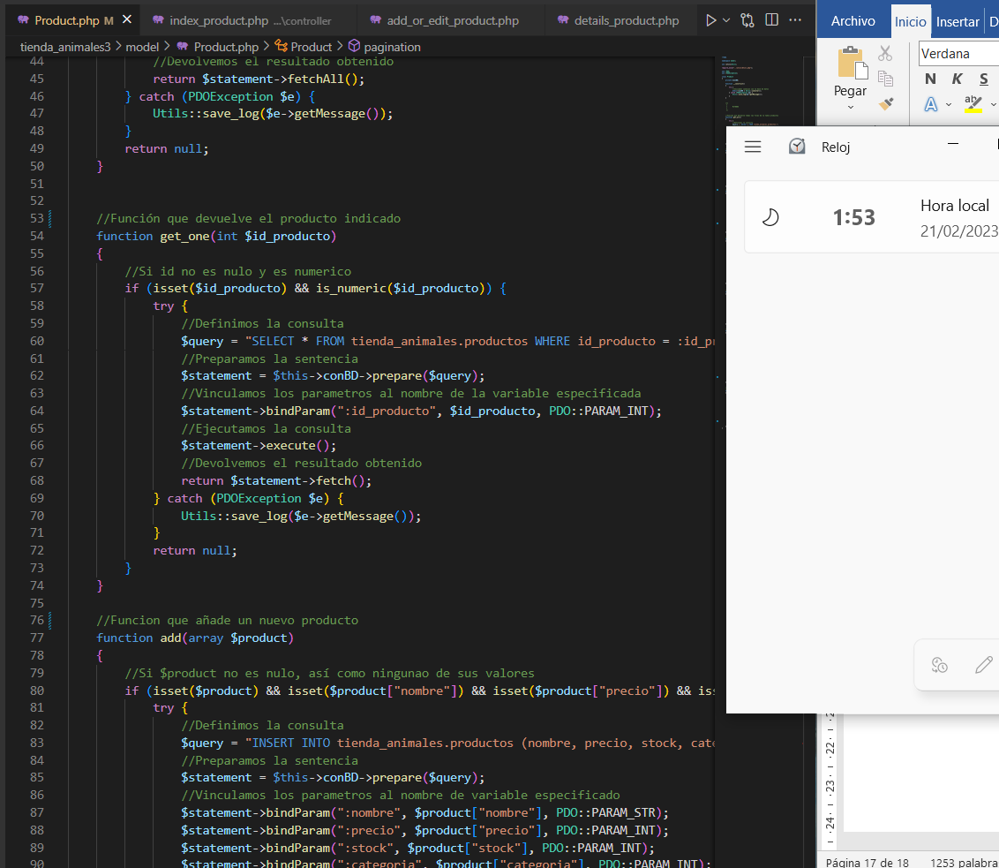 Product.php M
index_product.php ...\controller
add_or_edit_product.php
details_product.php
tienda_animales3 > model > Product.php > Product > pagination
44 //Devolvemos el resultado obtenido
45 return $statement->fetchAll();
46 } catch (PDOException $e) {
47 Utils::save_log($e->getMessage());
48 }
49 return null;
50 }
51
52
53 //Función que devuelve el producto indicado
54 function get_one(int $id_producto)
55 {
56 //Si id no es nulo y es numerico
57 if (isset($id_producto) && is_numeric($id_producto)) {
58 try {
59 //Definimos la consulta
60 $query = "SELECT * FROM tienda_animales.productos WHERE id_producto = :id_p
61 //Preparamos la sentencia
62 $statement = $this->conBD->prepare($query);
63 //Vinculamos los parametros al nombre de la variable especificada
64 $statement->bindParam(":id_producto", $id_producto, PDO::PARAM_INT);
65 //Ejecutamos la consulta
66 $statement->execute();
67 //Devolvemos el resultado obtenido
68 return $statement->fetch();
69 } catch (PDOException $e) {
70 Utils::save_log($e->getMessage());
71 }
72 return null;
73 }
74 }
75
76 //Funcion que añade un nuevo producto
77 function add(array $product)
78 {
79 //Si $product no es nulo, así como ningunao de sus valores
80 if (isset($product) && isset($product["nombre"]) && isset($product["precio"]) && iss
81 try {
82 //Definimos la consulta
83 $query = "INSERT INTO tienda_animales.productos (nombre, precio, stock, cate
84 //Preparamos la sentencia
85 $statement = $this->conBD->prepare($query);
86 //Vinculamos los parametros al nombre de variable especificado
87 $statement->bindParam(":nombre", $product["nombre"], PDO::PARAM_STR);
88 $statement->bindParam(":precio", $product["precio"], PDO::PARAM_INT);
89 $statement->bindParam(":stock", $product["stock"], PDO::PARAM_INT);
90 $statement->bindParam(":categoria", $product["categoria"], PDO::PARAM_INT);
Archivo Inicio Insertar D
Pegar
Verdana
N K S
A ab
Reloj
1:53
Hora local
21/02/2023
22
23
24
Página 17 de 18 1253 palabra